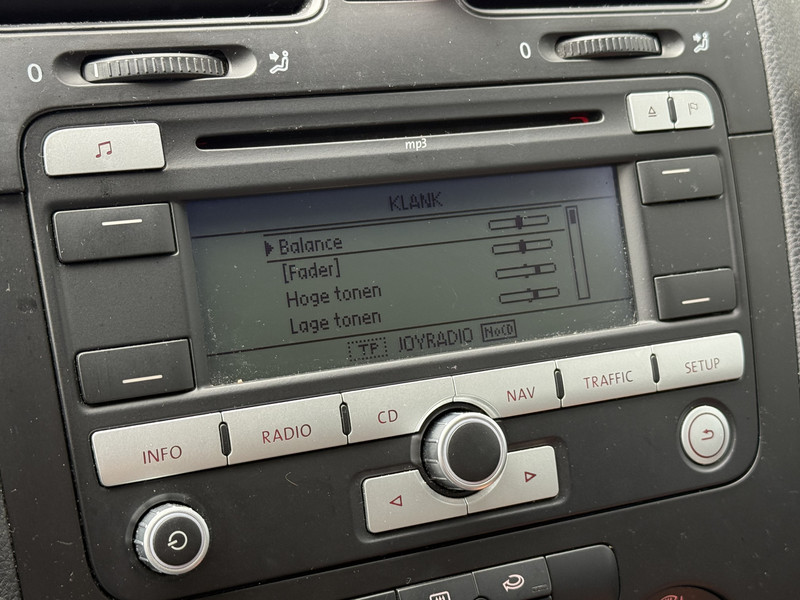 0
0
mp3
KLANK
Balance
[Fader]
Hoge tonen
Lage tonen
TP JOYRADIO NoCD
INFO
RADIO
CD
NAV
TRAFFIC
SETUP